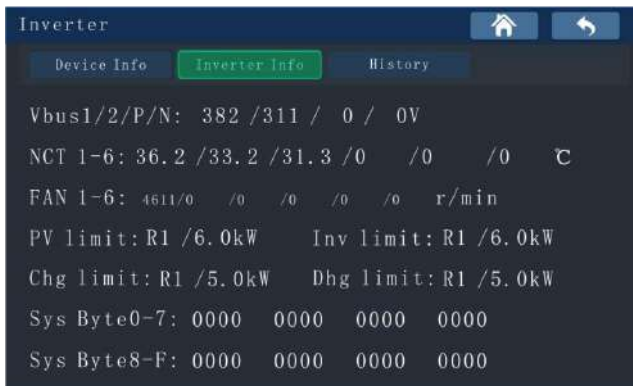 Inverter
Device Info Inverter Info History
Vbus1/2/P/N: 382 /311 / 0 / 0V
NCT 1-6: 36.2 /33.2 /31.3 /0 /0 /0 ℃
FAN 1-6: 4611/0 /0 /0 /0 /0 r/min
PV limit: R1 /6.0kW Inv limit: R1 /6.0kW
Chg limit: R1 /5.0kW Dhg limit: R1 /5.0kW
Sys Byte0-7: 0000 0000 0000 0000
Sys Byte8-F: 0000 0000 0000 0000